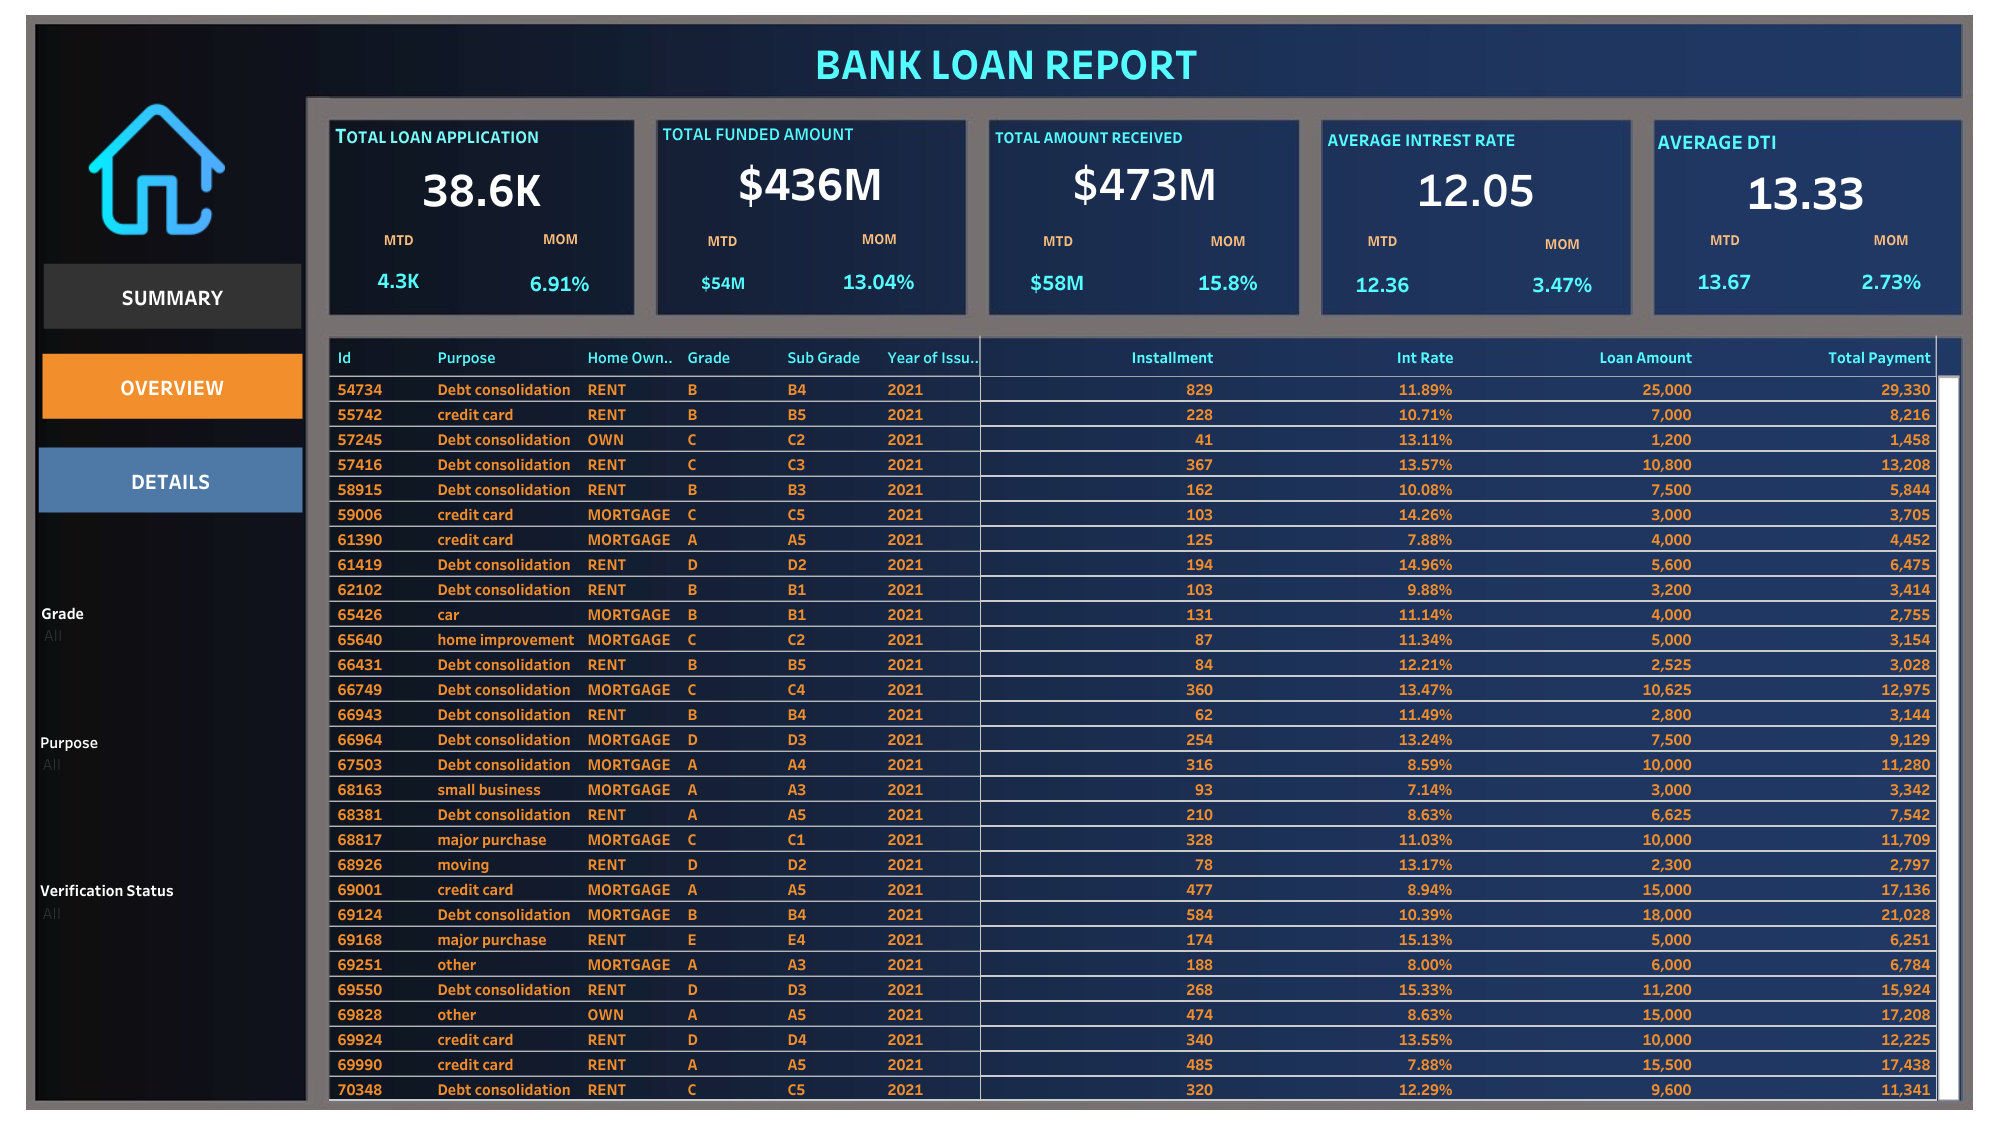 BANK LOAN REPORT
SUMMARY
OVERVIEW
DETAILS
Grade
All
Purpose
All
Verification Status
All
TOTAL LOAN APPLICATION
38.6K
MTD MOM
4.3K 6.91%
TOTAL FUNDED AMOUNT
$436M
MTD MOM
$54M 13.04%
TOTAL AMOUNT RECEIVED
$473M
MTD MOM
$58M 15.8%
AVERAGE INTREST RATE
12.05
MTD MOM
12.36 3.47%
AVERAGE DTI
13.33
MTD MOM
13.67 2.73%
Id Purpose Home Own.. Grade Sub Grade Year of Issu.. Installment Int Rate Loan Amount Total Payment
54734 Debt consolidation RENT B B4 2021 829 11.89% 25,000 29,330
55742 credit card RENT B B5 2021 228 10.71% 7,000 8,216
57245 Debt consolidation OWN C C2 2021 41 13.11% 1,200 1,458
57416 Debt consolidation RENT C C3 2021 367 13.57% 10,800 13,208
58915 Debt consolidation RENT B B3 2021 162 10.08% 7,500 5,844
59006 credit card MORTGAGE C C5 2021 103 14.26% 3,000 3,705
61390 credit card MORTGAGE A A5 2021 125 7.88% 4,000 4,452
61419 Debt consolidation RENT D D2 2021 194 14.96% 5,600 6,475
62102 Debt consolidation RENT B B1 2021 103 9.88% 3,200 3,414
65426 car MORTGAGE B B1 2021 131 11.14% 4,000 2,755
65640 home improvement MORTGAGE C C2 2021 87 11.34% 5,000 3,154
66431 Debt consolidation RENT B B5 2021 84 12.21% 2,525 3,028
66749 Debt consolidation MORTGAGE C C4 2021 360 13.47% 10,625 12,975
66943 Debt consolidation RENT B B4 2021 62 11.49% 2,800 3,144
66964 Debt consolidation MORTGAGE D D3 2021 254 13.24% 7,500 9,129
67503 Debt consolidation MORTGAGE A A4 2021 316 8.59% 10,000 11,280
68163 small business MORTGAGE A A3 2021 93 7.14% 3,000 3,342
68381 Debt consolidation RENT A A5 2021 210 8.63% 6,625 7,542
68817 major purchase MORTGAGE C C1 2021 328 11.03% 10,000 11,709
68926 moving RENT D D2 2021 78 13.17% 2,300 2,797
69001 credit card MORTGAGE A A5 2021 477 8.94% 15,000 17,136
69124 Debt consolidation MORTGAGE B B4 2021 584 10.39% 18,000 21,028
69168 major purchase RENT E E4 2021 174 15.13% 5,000 6,251
69251 other MORTGAGE A A3 2021 188 8.00% 6,000 6,784
69550 Debt consolidation RENT D D3 2021 268 15.33% 11,200 15,924
69828 other OWN A A5 2021 474 8.63% 15,000 17,208
69924 credit card RENT D D4 2021 340 13.55% 10,000 12,225
69990 credit card RENT A A5 2021 485 7.88% 15,500 17,438
70348 Debt consolidation RENT C C5 2021 320 12.29% 9,600 11,341